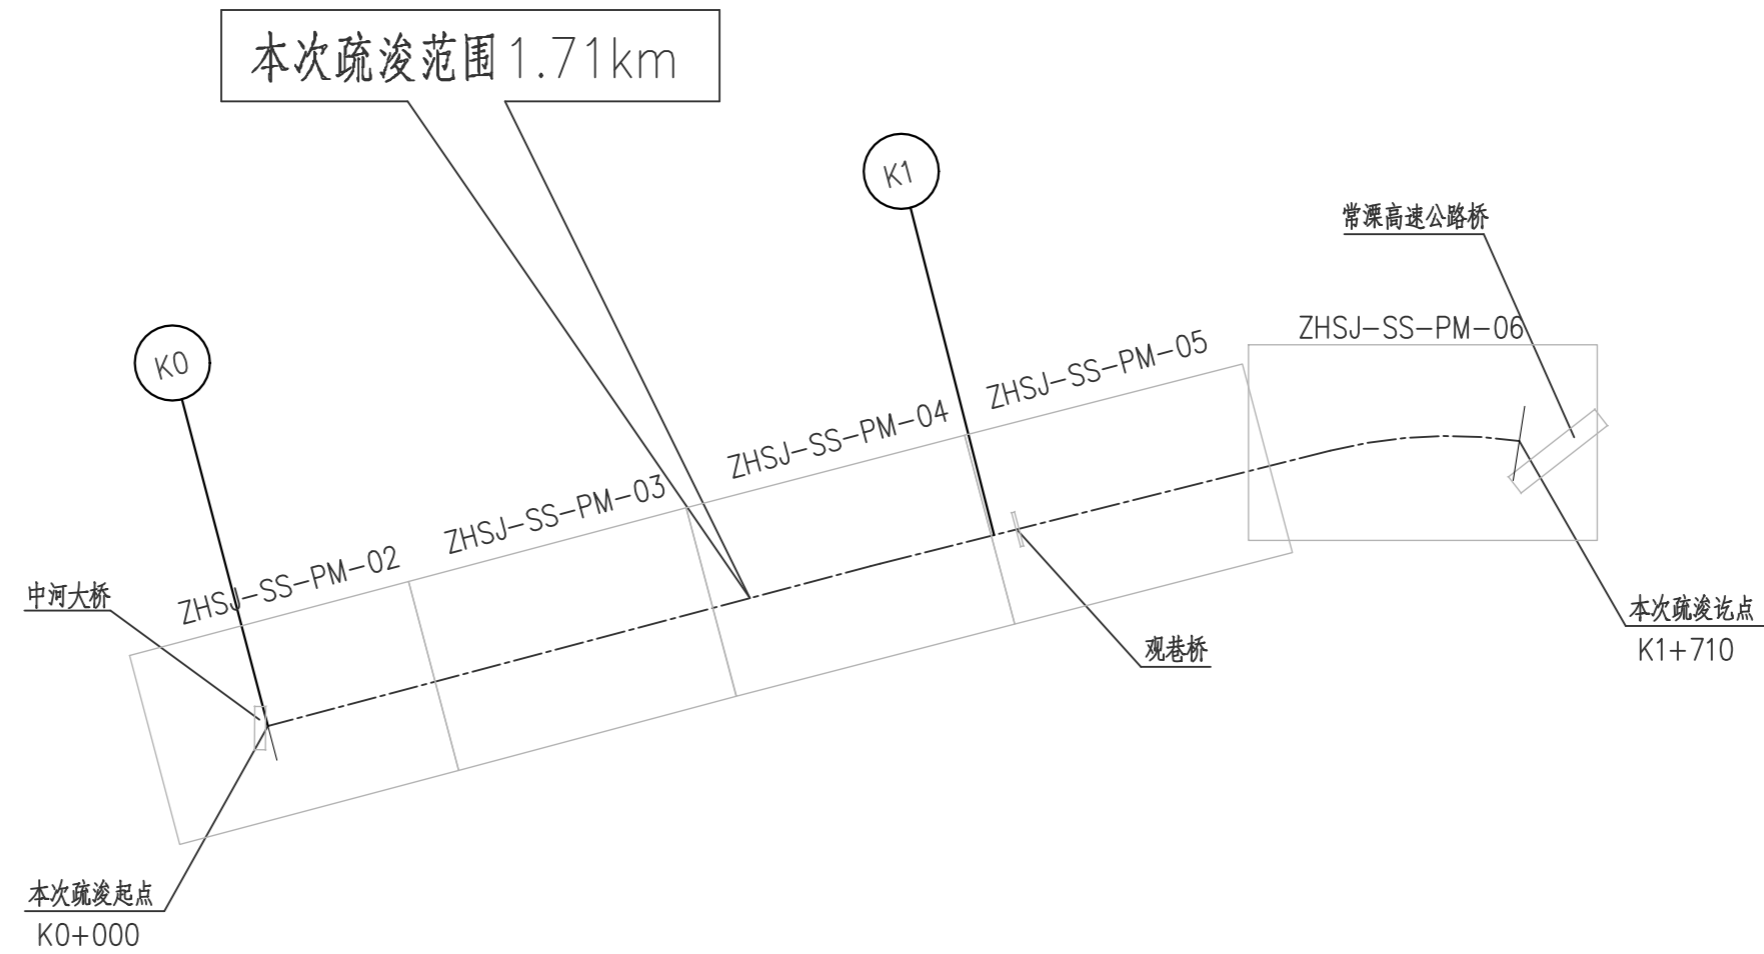 本次疏浚范围1.71km
K1
常溧高速公路桥
ZHSJ-SS-PM-06
K0
ZHSJ-SS-PM-05
ZHSJ-SS-PM-04
ZHSJ-SS-PM-03
ZHSJ-SS-PM-02
中河大桥
本次疏浚讫点
K1+710
观巷桥
本次疏浚起点
K0+000